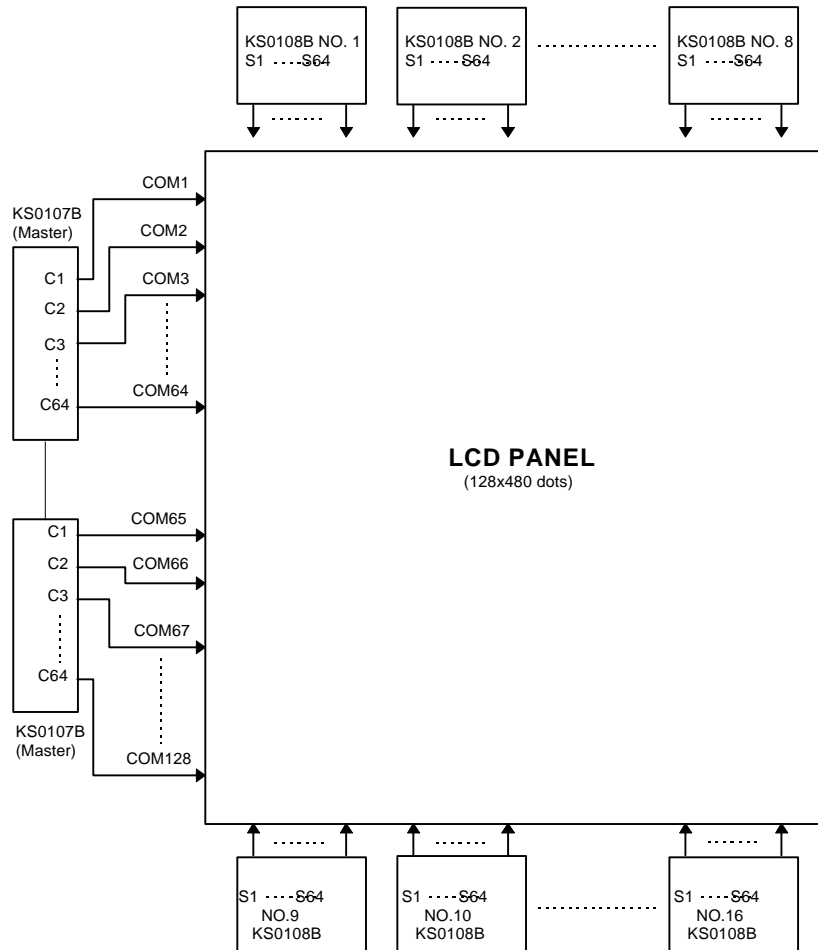 KS0108B NO. 1
S1 ........ S64
KS0108B NO. 2
S1 ........ S64
KS0108B NO. 8
S1 ........ S64
KS0107B
(Master)
C1
C2
C3
C64
COM1
COM2
COM3
COM64
LCD PANEL
(128x480 dots)
C1
C2
C3
C64
KS0107B
(Master)
COM65
COM66
COM67
COM128
S1 ........ S64
NO.9
KS0108B
S1 ........ S64
NO.10
KS0108B
S1 ........ S64
NO.16
KS0108B